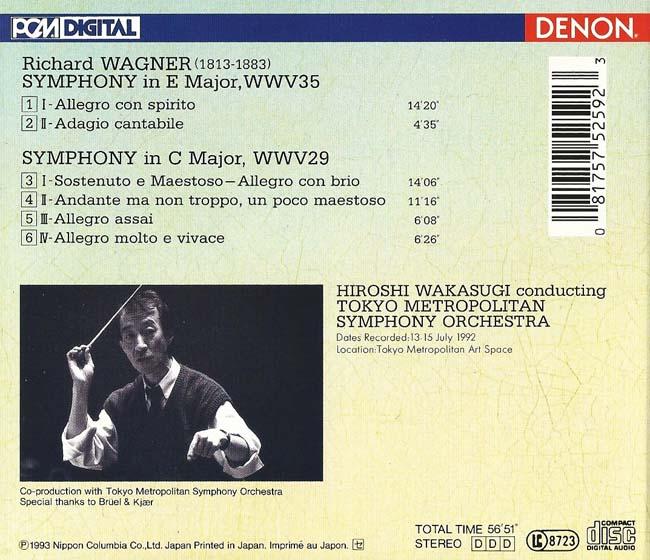 PCM DIGITAL
DENON
Richard WAGNER (1813-1883)
SYMPHONY in E Major, WWV35
1 I-Allegro con spirito 14'20"
2 II-Adagio cantabile 4'35"
SYMPHONY in C Major, WWV29
3 I-Sostenuto e Maestoso-Allegro con brio 14'06"
4 II-Andante ma non troppo, un poco maestoso 11'16"
5 III-Allegro assai 6'08"
6 IV-Allegro molto e vivace 6'26"
0 81757 52592 3
HIROSHI WAKASUGI conducting
TOKYO METROPOLITAN
SYMPHONY ORCHESTRA
Dates Recorded:13-15 July 1992
Location:Tokyo Metropolitan Art Space
Co-production with Tokyo Metropolitan Symphony Orchestra
Special thanks to Brüel & Kjær
℗1993 Nippon Columbia Co.,Ltd. Japan Printed in Japan. Imprimé au Japon. セ
TOTAL TIME 56'51"
STEREO DDD
LC 8723
COMPACT
disc
DIGITAL AUDIO